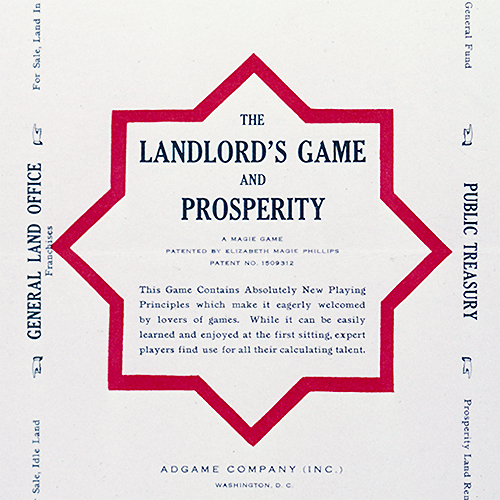 THE
LANDLORD'S GAME
AND
PROSPERITY
A MAGIE GAME
PATENTED BY ELIZABETH MAGIE PHILLIPS
PATENT NO. 1509312
This Game Contains Absolutely New Playing
Principles which make it eagerly welcomed
by lovers of games. While it can be easily
learned and enjoyed at the first sitting, expert
players find use for all their calculating talent.
ADGAME COMPANY (INC.)
WASHINGTON, D. C.
For Sale, Land In
GENERAL LAND OFFICE
Franchises
Sale, Idle Land
General Fund
PUBLIC TREASURY
Prosperity Land Ren